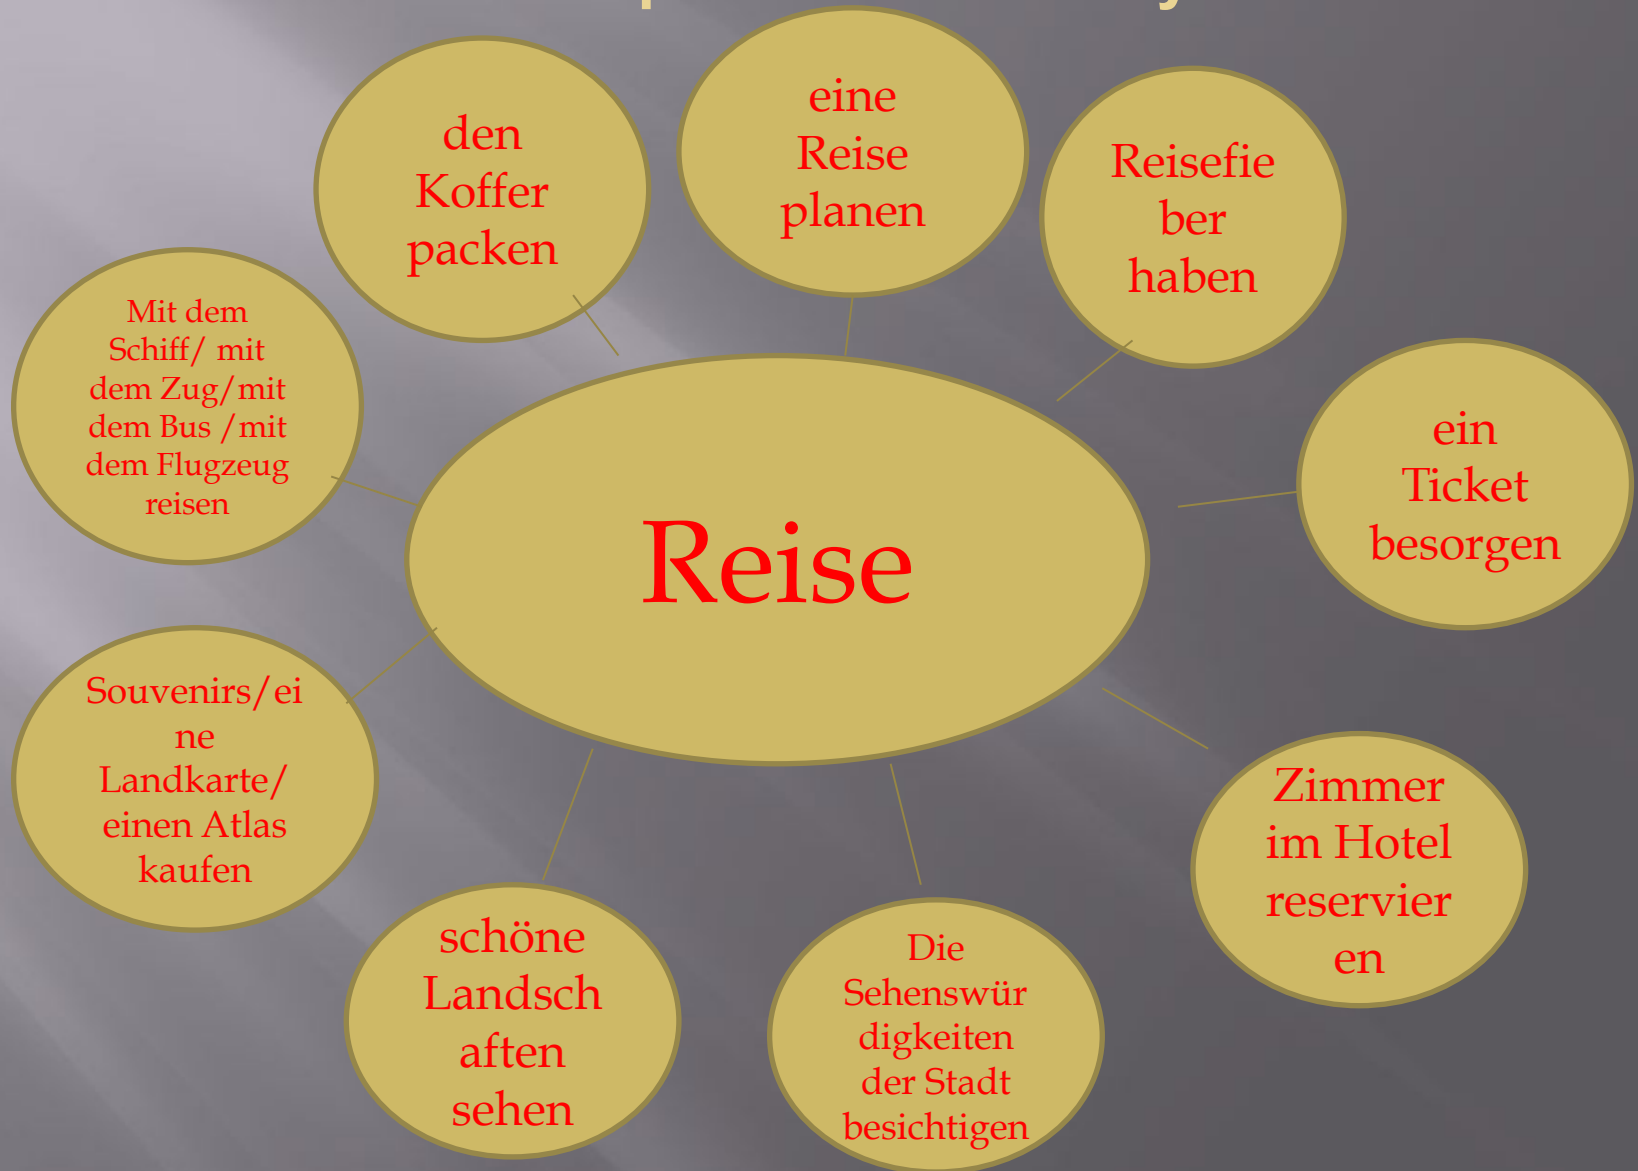 eine
Reise
planen
den
Koffer
packen
Reisefie
ber
haben
Mit dem
Schiff/ mit
dem Zug/mit
dem Bus /mit
dem Flugzeug
reisen
ein
Ticket
besorgen
Reise
Souvenirs/ei
ne
Landkarte/
einen Atlas
kaufen
Zimmer
im Hotel
reservier
en
schöne
Landsch
aften
sehen
Die
Sehenswür
digkeiten
der Stadt
besichtigen